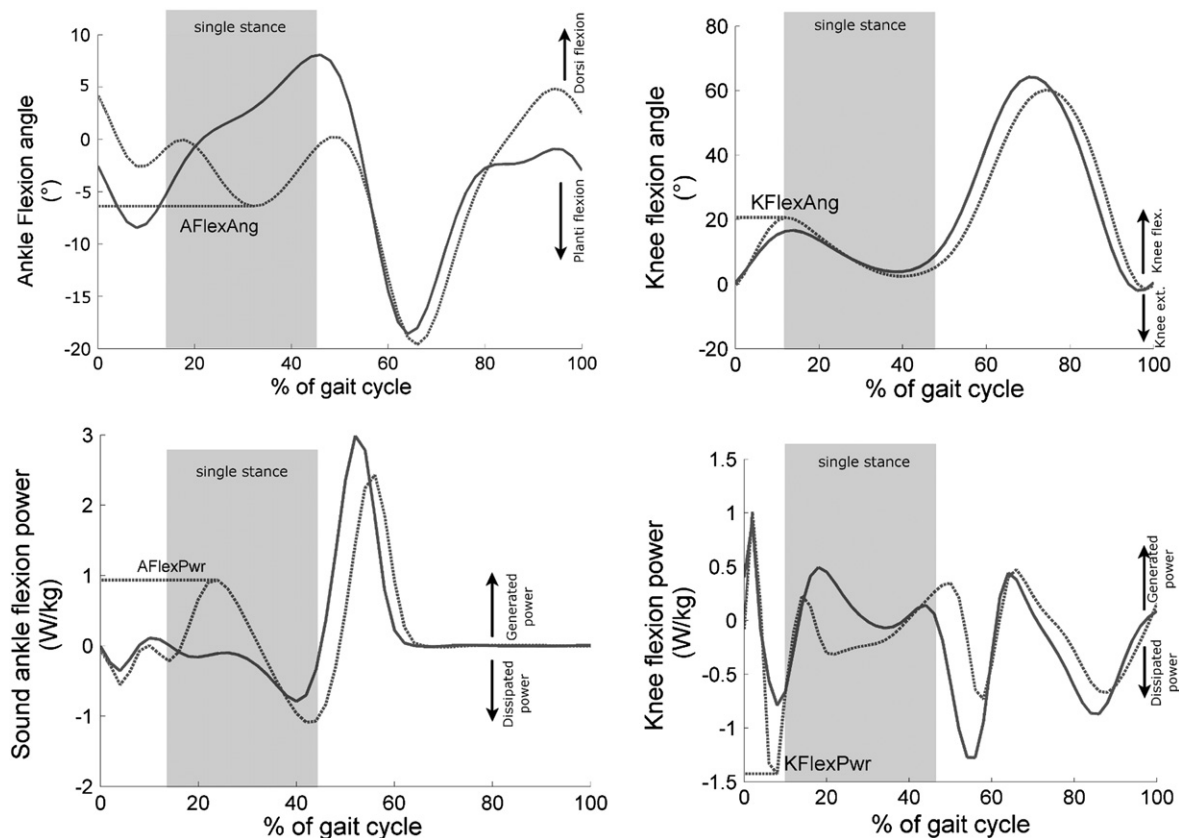 single stance
Dorsi flexion
Planti flexion
AFlexAng
Ankle Flexion angle
(°)
10
5
0
-5
-10
-15
-20
0 20 40 60 80 100
% of gait cycle
single stance
KFlexAng
Knee flex.
Knee ext.
Knee flexion angle
(°)
80
60
40
20
0
-20
0 20 40 60 80 100
% of gait cycle
single stance
AFlexPwr
Generated
power
Dissipated
power
Sound ankle flexion power
(W/kg)
3
2
1
0
-1
-2
0 20 40 60 80 100
% of gait cycle
single stance
Generated
power
Dissipated
power
KFlexPwr
Knee flexion power
(W/kg)
1.5
1
0.5
0
-0.5
-1
-1.5
0 20 40 60 80 100
% of gait cycle